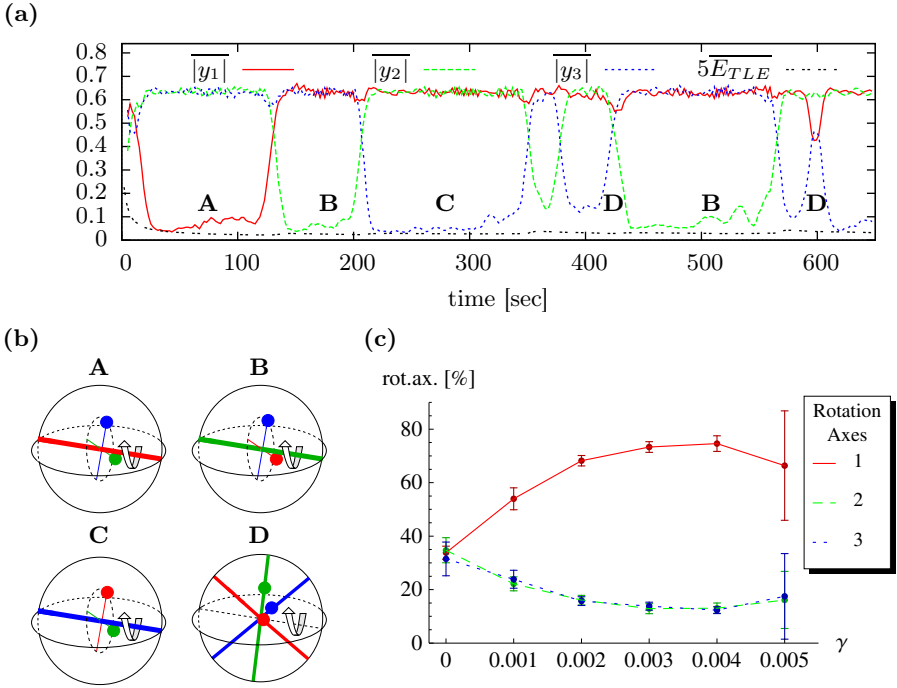 (a)
0.8
0.7
0.6
0.5
0.4
0.3
0.2
0.1
0
|y1| |y2| |y3| 5E_TLE
A B C D B D
0 100 200 300 400 500 600
time [sec]
(b)
A B
C D
(c)
rot.ax. [%]
80
60
40
20
0
0 0.001 0.002 0.003 0.004 0.005 γ
Rotation
Axes
1
2
3